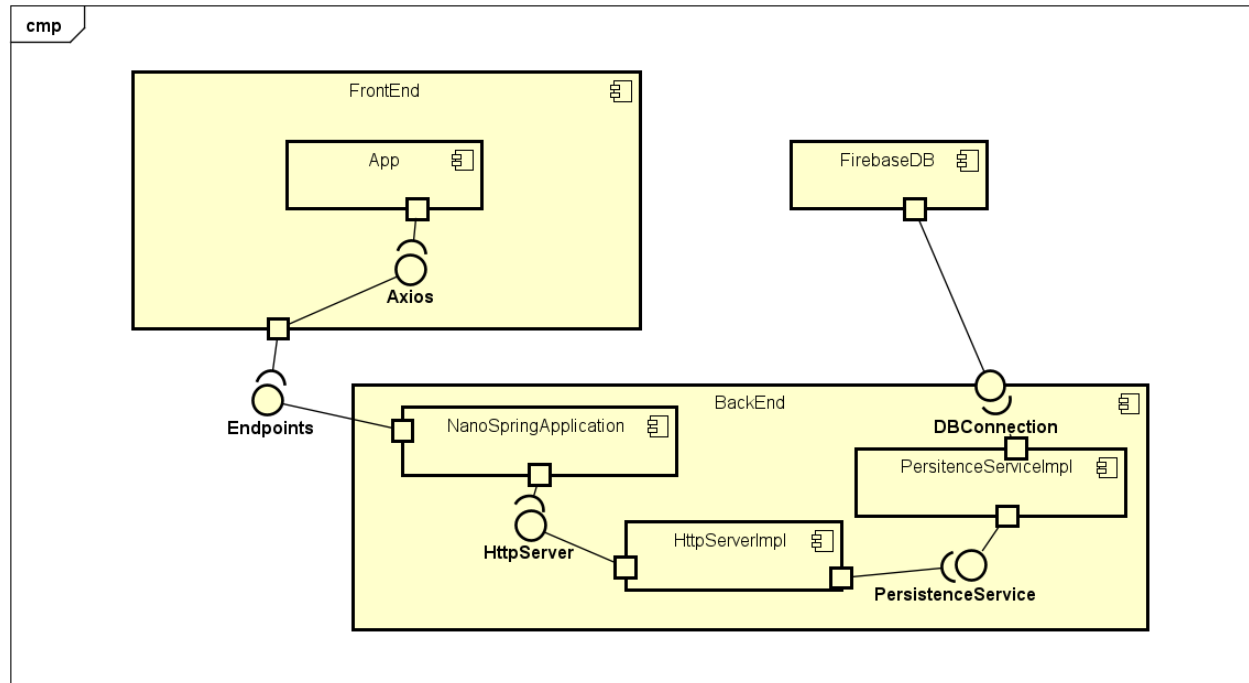 cmp
FrontEnd
App
FirebaseDB
Axios
BackEnd
Endpoints
NanoSpringApplication
DBConnection
PersitenceServiceImpl
HttpServer
HttpServerImpl
PersistenceService